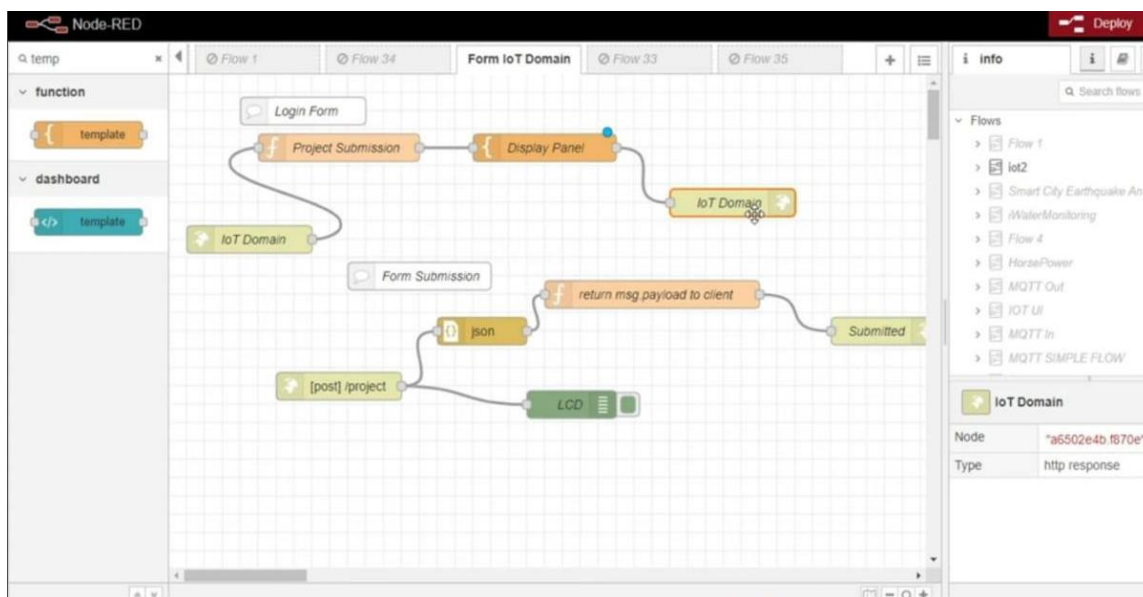 Node-RED
Deploy
temp
Flow 1
Flow 34
Form IoT Domain
Flow 33
Flow 35
info
Search flows
function
template
dashboard
template
Login Form
Project Submission
Display Panel
IoT Domain
IoT Domain
Form Submission
return msg.payload to client
json
Submitted
[post] /project
LCD
Flows
Flow 1
iot2
Smart City Earthquake An
iWaterMonitoring
Flow 4
HorsePower
MQTT Out
IOT UI
MQTT In
MQTT SIMPLE FLOW
IoT Domain
Node "a6502e4b.f870e"
Type http response